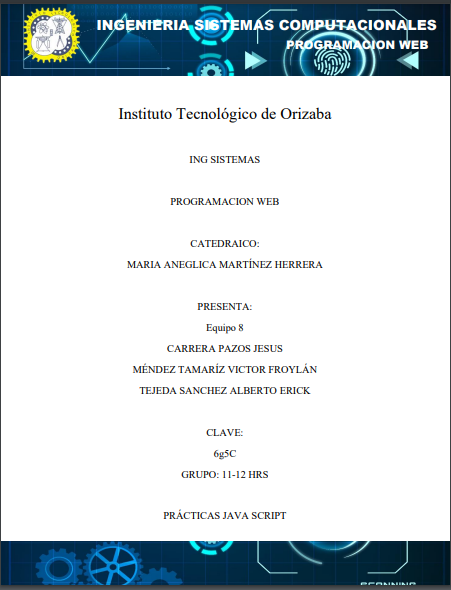 INGENIERIA SISTEMAS COMPUTACIONALES
PROGRAMACION WEB
Instituto Tecnológico de Orizaba
ING SISTEMAS
PROGRAMACION WEB
CATEDRAICO:
MARIA ANEGLICA MARTÍNEZ HERRERA
PRESENTA:
Equipo 8
CARRERA PAZOS JESUS
MÉNDEZ TAMARÍZ VICTOR FROYLÁN
TEJEDA SANCHEZ ALBERTO ERICK
CLAVE:
6g5C
GRUPO: 11-12 HRS
PRÁCTICAS JAVA SCRIPT
SCANNING